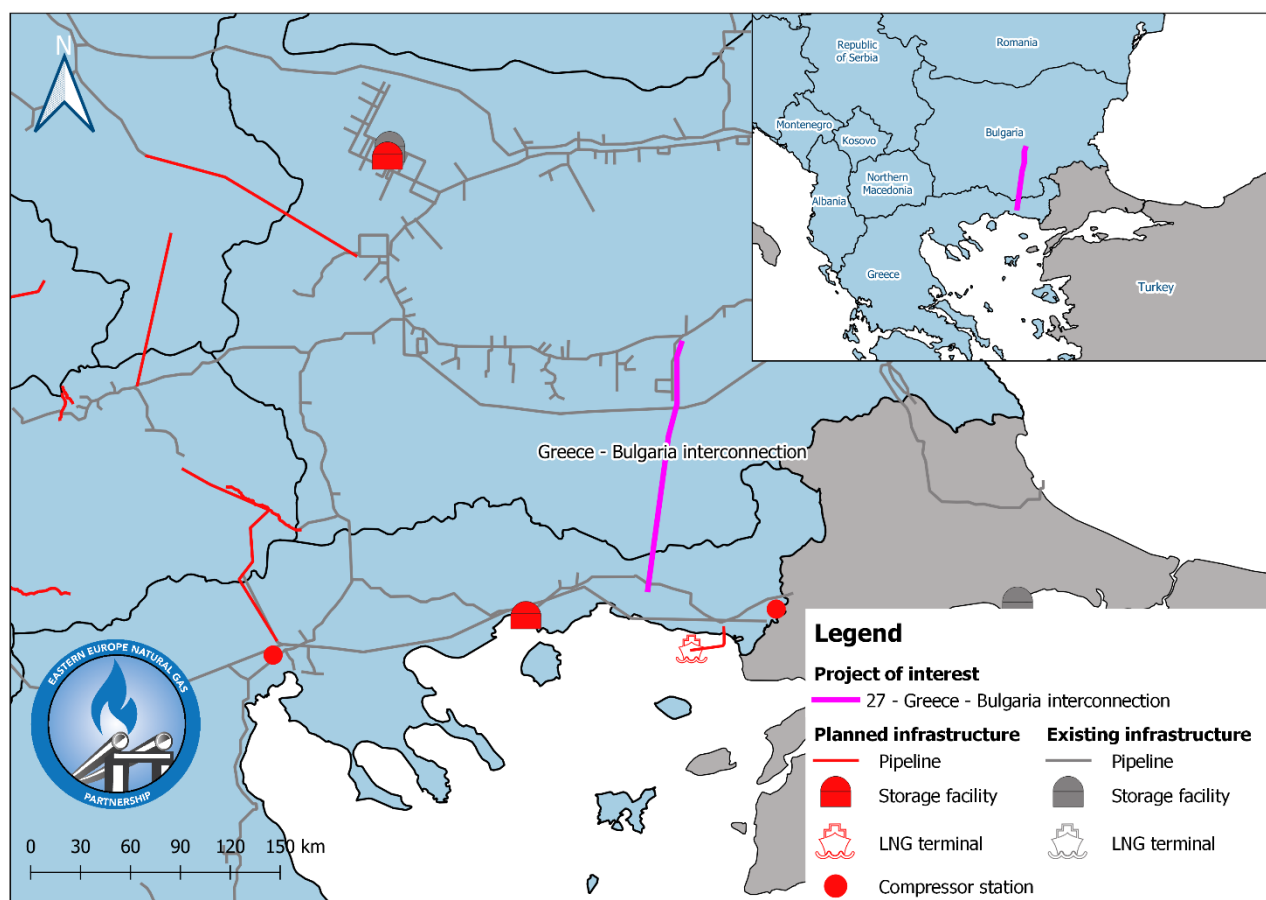 N
Republic
of Serbia
Romania
Montenegro
Kosovo
Bulgaria
Northern
Macedonia
Albania
Greece
Turkey
Greece - Bulgaria interconnection
EASTERN EUROPE NATURAL GAS
PARTNERSHIP
0 30 60 90 120 150 km
Legend
Project of interest
27 - Greece - Bulgaria interconnection
Planned infrastructure
Pipeline
Storage facility
LNG terminal
Compressor station
Existing infrastructure
Pipeline
Storage facility
LNG terminal